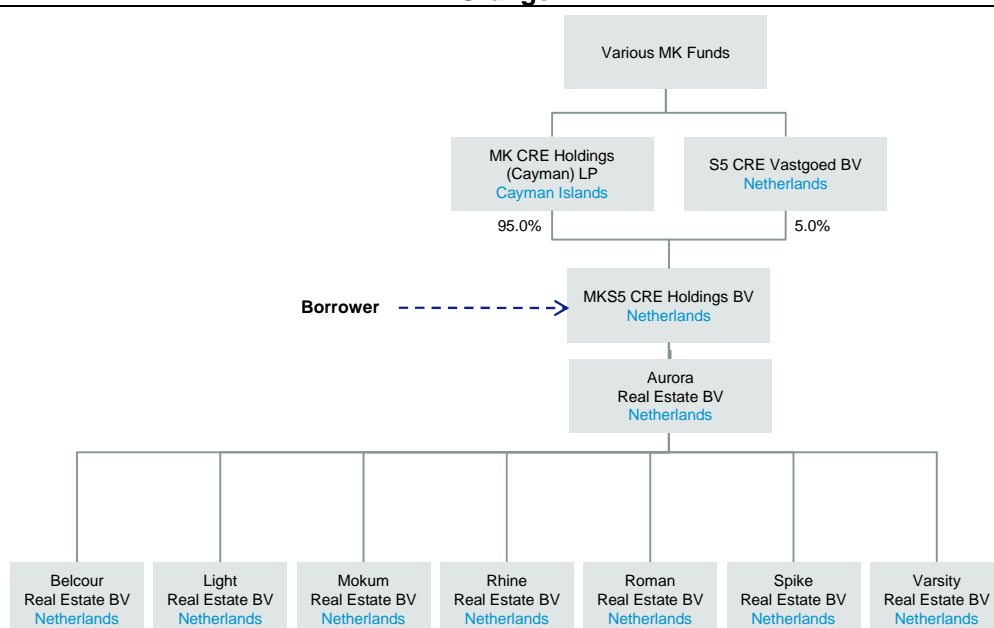 Various MK Funds
MK CRE Holdings
(Cayman) LP
Cayman Islands
S5 CRE Vastgoed BV
Netherlands
95.0%
5.0%
MKS5 CRE Holdings BV
Netherlands
Borrower
Aurora
Real Estate BV
Netherlands
Belcour
Real Estate BV
Netherlands
Light
Real Estate BV
Netherlands
Mokum
Real Estate BV
Netherlands
Rhine
Real Estate BV
Netherlands
Roman
Real Estate BV
Netherlands
Spike
Real Estate BV
Netherlands
Varsity
Real Estate BV
Netherlands